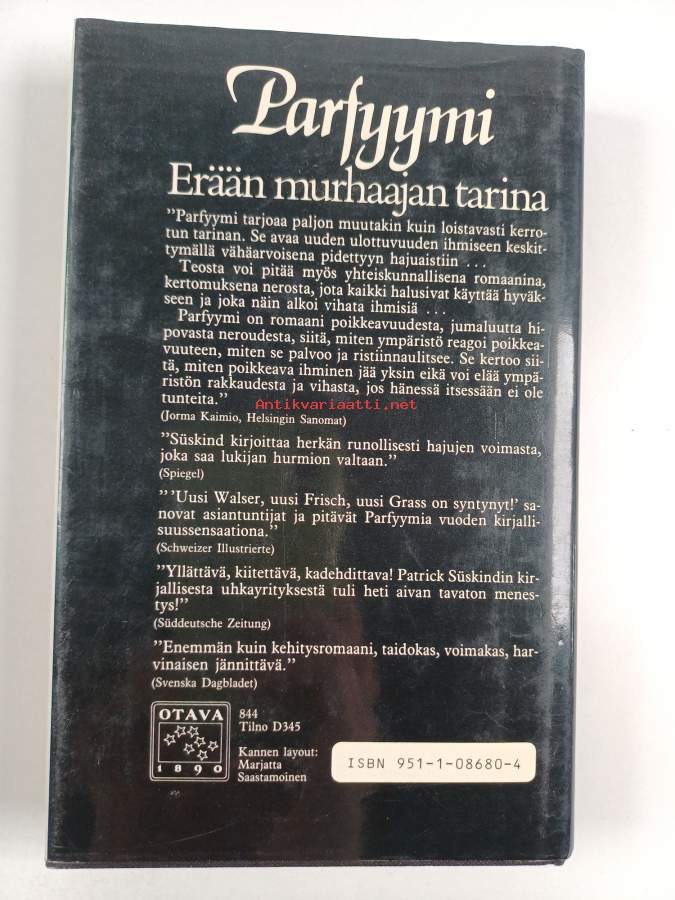 Parfyymi
Erään murhaajan tarina
”Parfyymi tarjoaa paljon muutakin kuin loistavasti kerro-
tun tarinan. Se avaa uuden ulottuvuuden ihmiseen keskit-
tymällä vähäarvoisena pidettyyn hajuaistiin . . .
Teosta voi pitää myös yhteiskunnallisena romaanina,
kertomuksena nerosta, jota kaikki halusivat käyttää hyväk-
seen ja joka näin alkoi vihata ihmisiä . . .
Parfyymi on romaani poikkeavuudesta, jumaluutta hi-
povasta neroudesta, siitä, miten ympäristö reagoi poikkea-
vuuteen, miten se palvoo ja ristiinnaulitsee. Se kertoo sii-
tä, miten poikkeava ihminen jää yksin eikä voi elää ympä-
ristön rakkaudesta ja vihasta, jos hänessä itsessään ei ole
tunteita.”
Antikvariaatti.net
(Jorma Kaimio, Helsingin Sanomat)
”Süskind kirjoittaa herkän runollisesti hajujen voimasta,
joka saa lukijan hurmion valtaan.”
(Spiegel)
” ’Uusi Walser, uusi Frisch, uusi Grass on syntynyt!’ sa-
novat asiantuntijat ja pitävät Parfyymia vuoden kirjalli-
suussensaationa.”
(Schweizer Illustrierte)
”Yllättävä, kiitettävä, kadehdittava! Patrick Süskindin kir-
jallisesta uhkayrityksestä tuli heti aivan tavaton menes-
tys!”
(Süddeutsche Zeitung)
”Enemmän kuin kehitysromaani, taidokas, voimakas, har-
vinaisen jännittävä.”
(Svenska Dagbladet)
OTAVA
1890
844
Tilno D345
Kannen layout:
Marjatta
Saastamoinen
ISBN 951-1-08680-4